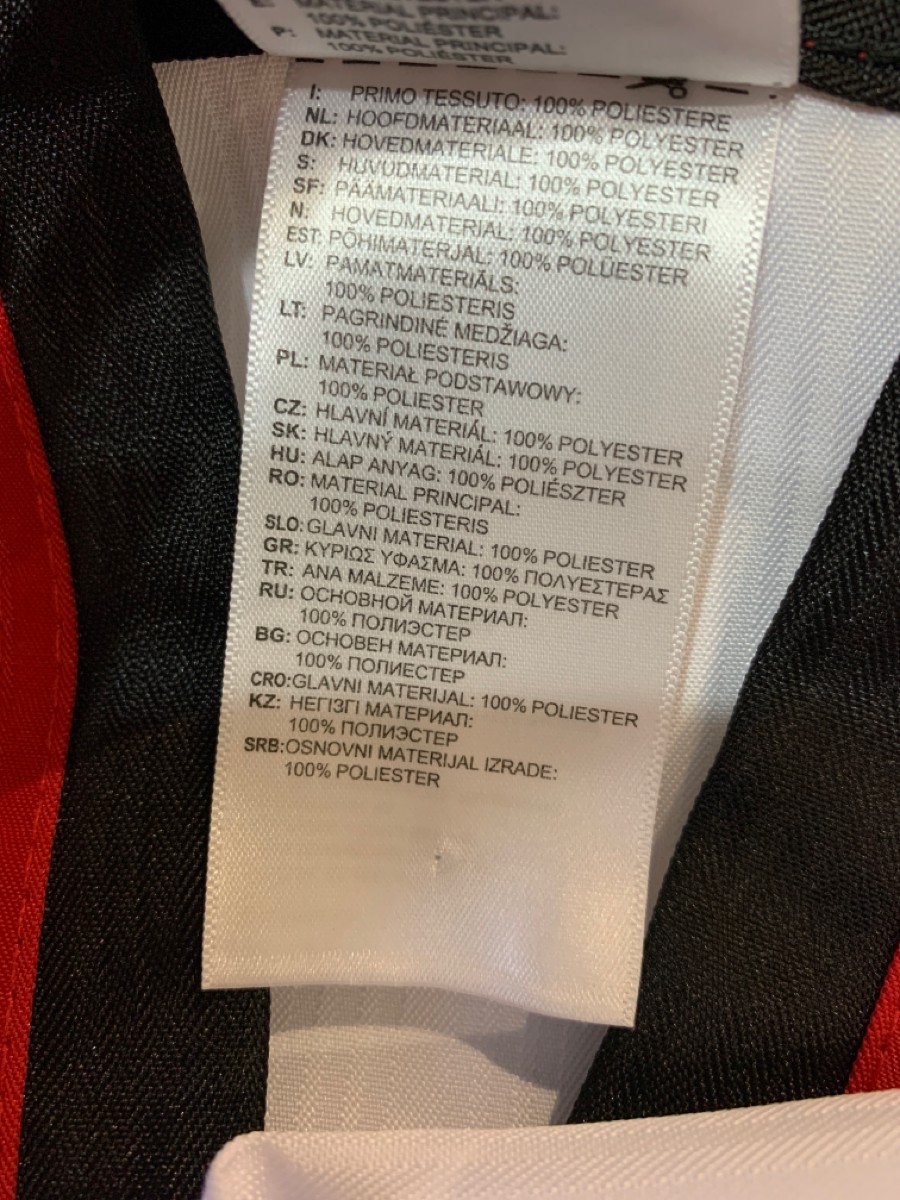 E: MATERIAL PRINCIPAL:
100% POLIÉSTER
P: MATERIAL PRINCIPAL:
100% POLIÉSTER
I: PRIMO TESSUTO: 100% POLIESTERE
NL: HOOFDMATERIAAL: 100% POLYESTER
DK: HOVEDMATERIALE: 100% POLYESTER
S: HUVUDMATERIAL: 100% POLYESTER
SF: PÄÄMATERIAALI: 100% POLYESTERI
N: HOVEDMATERIAL: 100% POLYESTER
EST: PÕHIMATERJAL: 100% POLÜESTER
LV: PAMATMATERIĀLS:
100% POLIESTERIS
LT: PAGRINDINĖ MEDŽIAGA:
100% POLIESTERIS
PL: MATERIAŁ PODSTAWOWY:
100% POLIESTER
CZ: HLAVNÍ MATERIÁL: 100% POLYESTER
SK: HLAVNÝ MATERIÁL: 100% POLYESTER
HU: ALAP ANYAG: 100% POLIÉSZTER
RO: MATERIAL PRINCIPAL:
100% POLIESTERIS
SLO: GLAVNI MATERIAL: 100% POLIESTER
GR: ΚΥΡΙΩΣ ΥΦΑΣΜΑ: 100% ΠΟΛΥΕΣΤΕΡΑΣ
TR: ANA MALZEME: 100% POLYESTER
RU: ОСНОВНОЙ МАТЕРИАЛ:
100% ПОЛИЭСТЕР
BG: ОСНОВЕН МАТЕРИАЛ:
100% ПОЛИЕСТЕР
CRO: GLAVNI MATERIJAL: 100% POLIESTER
KZ: НЕГІЗГІ МАТЕРИАЛ:
100% ПОЛИЭСТЕР
SRB: OSNOVNI MATERIJAL IZRADE:
100% POLIESTER